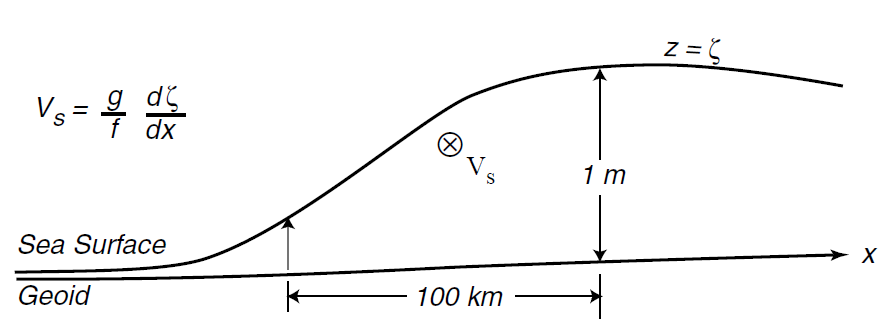 z = ζ
V_s = g/f dζ/dx
V_s
1 m
Sea Surface
x
Geoid
100 km